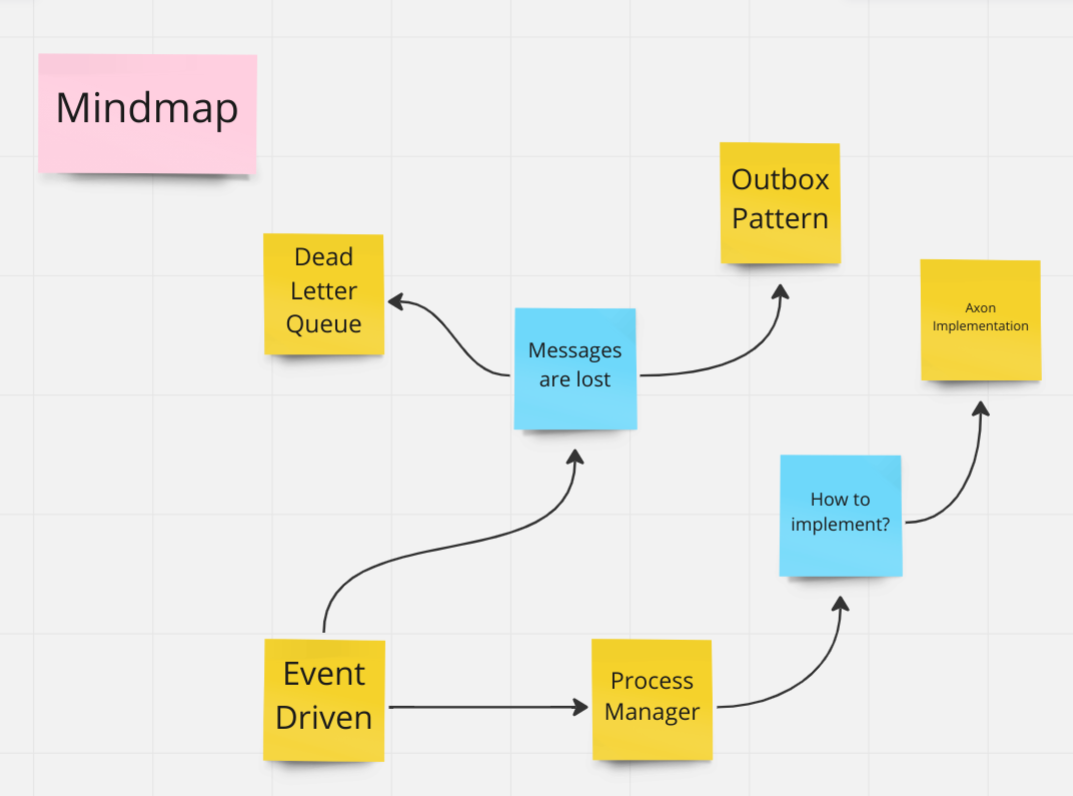 Mindmap
Outbox
Pattern
Dead
Letter
Queue
Axon
Implementation
Messages
are lost
How to
implement?
Event
Driven
Process
Manager